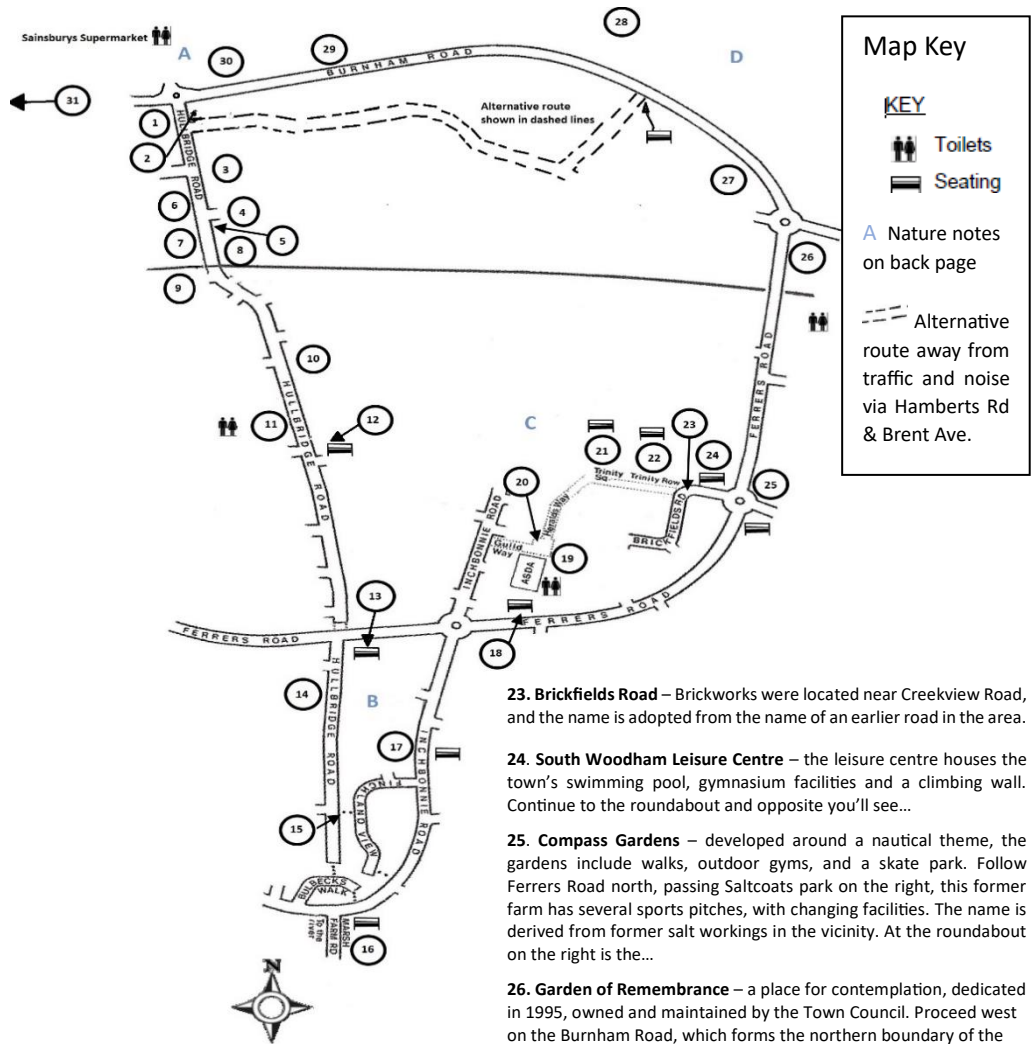 Sainsburys Supermarket
A
30
29
28
D
BURNHAM ROAD
31
1
2
HULLBRIDGE ROAD
3
Alternative route
shown in dashed lines
27
6
4
7
8
5
9
26
10
HULLBRIDGE ROAD
11
12
FERRERS ROAD
C
21
22
23
24
Trinity Sq
Trinity Row
25
20
Heralds Way
INCHBONNIE ROAD
Guild
Way
ASDA
19
BRICKFIELDS RD
13
FERRERS ROAD
FERRERS ROAD
18
14
HULLBRIDGE ROAD
B
17
INCHBONNIE ROAD
FINCHLAND VIEW
15
BULBECKS
WALK
To the
river
MARSH
FARM RD
16
N
Map Key
KEY
Toilets
Seating
A Nature notes
on back page
Alternative
route away from
traffic and noise
via Hamberts Rd
& Brent Ave.
23. Brickfields Road – Brickworks were located near Creekview Road,
and the name is adopted from the name of an earlier road in the area.
24. South Woodham Leisure Centre – the leisure centre houses the
town's swimming pool, gymnasium facilities and a climbing wall.
Continue to the roundabout and opposite you'll see…
25. Compass Gardens – developed around a nautical theme, the
gardens include walks, outdoor gyms, and a skate park. Follow
Ferrers Road north, passing Saltcoats park on the right, this former
farm has several sports pitches, with changing facilities. The name is
derived from former salt workings in the vicinity. At the roundabout
on the right is the…
26. Garden of Remembrance – a place for contemplation, dedicated
in 1995, owned and maintained by the Town Council. Proceed west
on the Burnham Road, which forms the northern boundary of the